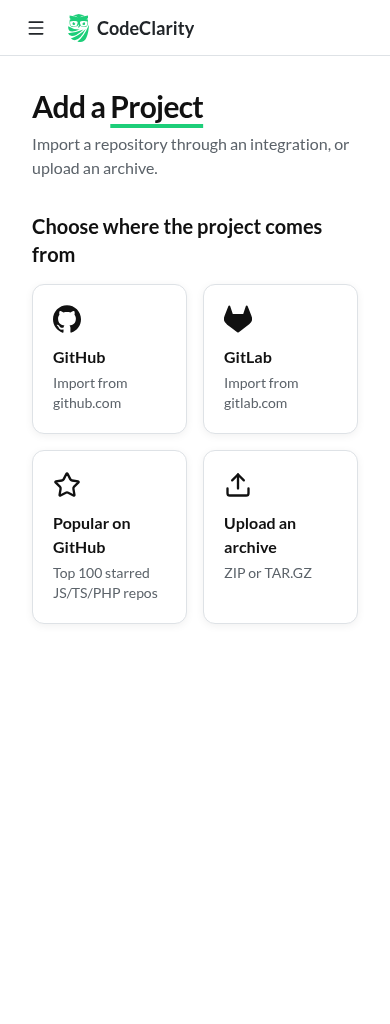 CodeClarity
Add a Project
Import a repository through an integration, or
upload an archive.
Choose where the project comes
from
GitHub
Import from
github.com
GitLab
Import from
gitlab.com
Popular on
GitHub
Top 100 starred
JS/TS/PHP repos
Upload an
archive
ZIP or TAR.GZ